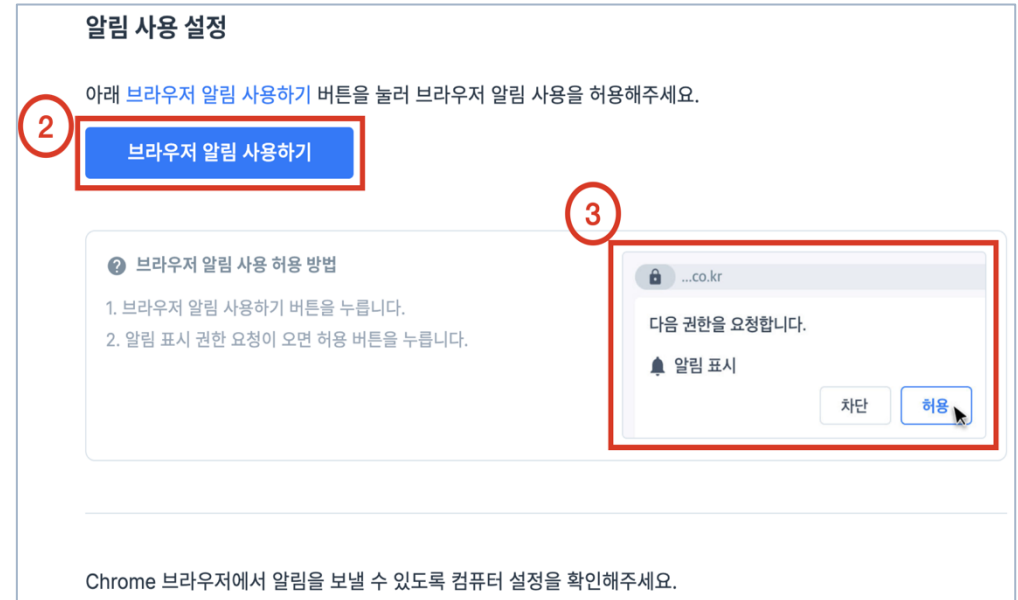 알림 사용 설정
아래 브라우저 알림 사용하기 버튼을 눌러 브라우저 알림 사용을 허용해주세요.
2
브라우저 알림 사용하기
3
? 브라우저 알림 사용 허용 방법
1. 브라우저 알림 사용하기 버튼을 누릅니다.
2. 알림 표시 권한 요청이 오면 허용 버튼을 누릅니다.
...co.kr
다음 권한을 요청합니다.
알림 표시
차단 허용
Chrome 브라우저에서 알림을 보낼 수 있도록 컴퓨터 설정을 확인해주세요.